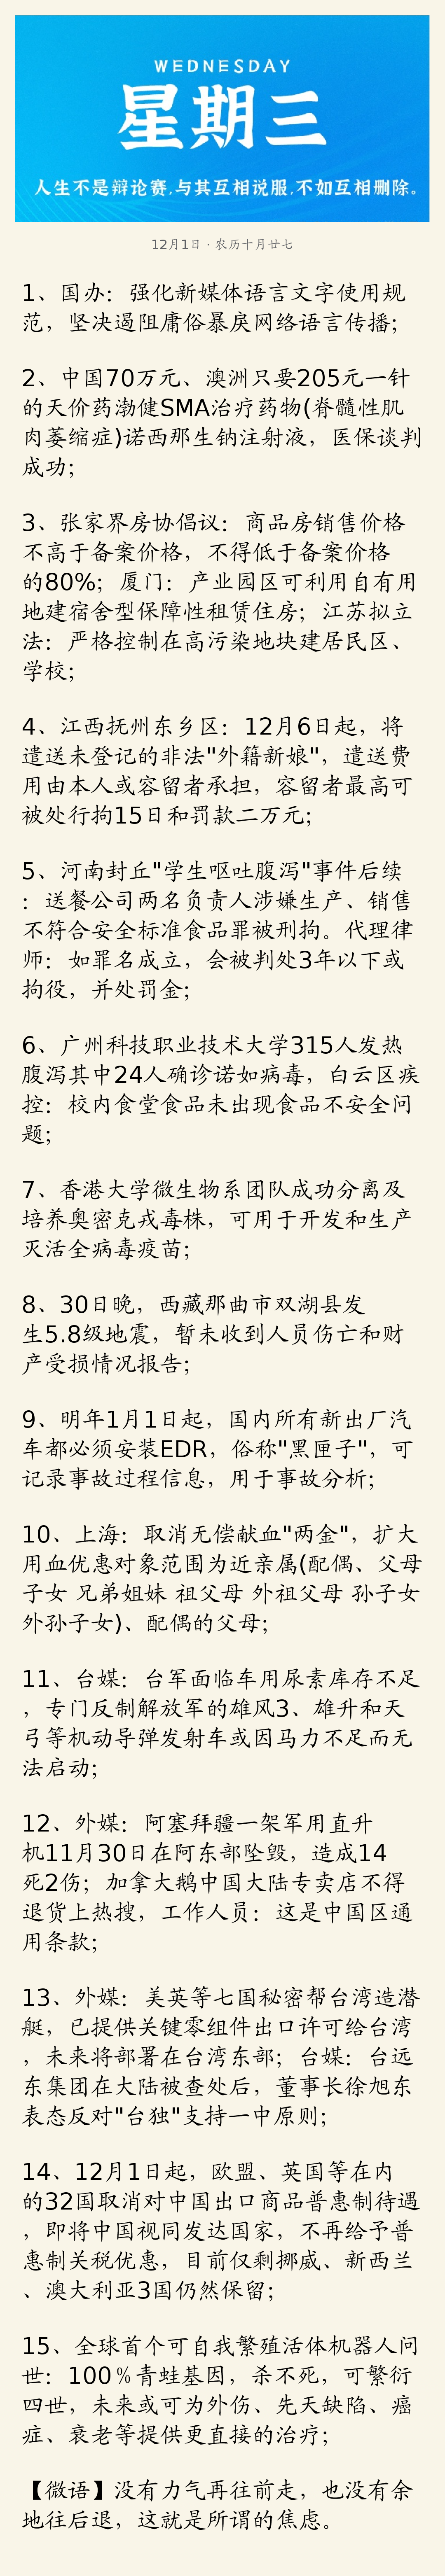 WEDNESDAY
星期三
人生不是辩论赛,与其互相说服,不如互相删除。
12月1日·农历十月廿七
1、国办：强化新媒体语言文字使用规
范，坚决遏阻庸俗暴戾网络语言传播;
2、中国70万元、澳洲只要205元一针
的天价药渤健SMA治疗药物(脊髓性肌
肉萎缩症)诺西那生钠注射液，医保谈判
成功;
3、张家界房协倡议：商品房销售价格
不高于备案价格，不得低于备案价格
的80%；厦门：产业园区可利用自有用
地建宿舍型保障性租赁住房；江苏拟立
法：严格控制在高污染地块建居民区、
学校;
4、江西抚州东乡区：12月6日起，将
遣送未登记的非法"外籍新娘"，遣送费
用由本人或容留者承担，容留者最高可
被处行拘15日和罚款二万元;
5、河南封丘"学生呕吐腹泻"事件后续
：送餐公司两名负责人涉嫌生产、销售
不符合安全标准食品罪被刑拘。代理律
师：如罪名成立，会被判处3年以下或
拘役，并处罚金;
6、广州科技职业技术大学315人发热
腹泻其中24人确诊诺如病毒，白云区疾
控：校内食堂食品未出现食品不安全问
题;
7、香港大学微生物系团队成功分离及
培养奥密克戎毒株，可用于开发和生产
灭活全病毒疫苗;
8、30日晚，西藏那曲市双湖县发
生5.8级地震，暂未收到人员伤亡和财
产受损情况报告;
9、明年1月1日起，国内所有新出厂汽
车都必须安装EDR，俗称"黑匣子"，可
记录事故过程信息，用于事故分析;
10、上海：取消无偿献血"两金"，扩大
用血优惠对象范围为近亲属(配偶、父母
子女 兄弟姐妹 祖父母 外祖父母 孙子女
外孙子女)、配偶的父母;
11、台媒：台军面临车用尿素库存不足
，专门反制解放军的雄风3、雄升和天
弓等机动导弹发射车或因马力不足而无
法启动;
12、外媒：阿塞拜疆一架军用直升
机11月30日在阿东部坠毁，造成14
死2伤；加拿大鹅中国大陆专卖店不得
退货上热搜，工作人员：这是中国区通
用条款;
13、外媒：美英等七国秘密帮台湾造潜
艇，已提供关键零组件出口许可给台湾
，未来将部署在台湾东部；台媒：台远
东集团在大陆被查处后，董事长徐旭东
表态反对"台独"支持一中原则;
14、12月1日起，欧盟、英国等在内
的32国取消对中国出口商品普惠制待遇
，即将中国视同发达国家，不再给予普
惠制关税优惠，目前仅剩挪威、新西兰
、澳大利亚3国仍然保留;
15、全球首个可自我繁殖活体机器人问
世：100％青蛙基因，杀不死，可繁衍
四世，未来或可为外伤、先天缺陷、癌
症、衰老等提供更直接的治疗;
【微语】没有力气再往前走，也没有余
地往后退，这就是所谓的焦虑。